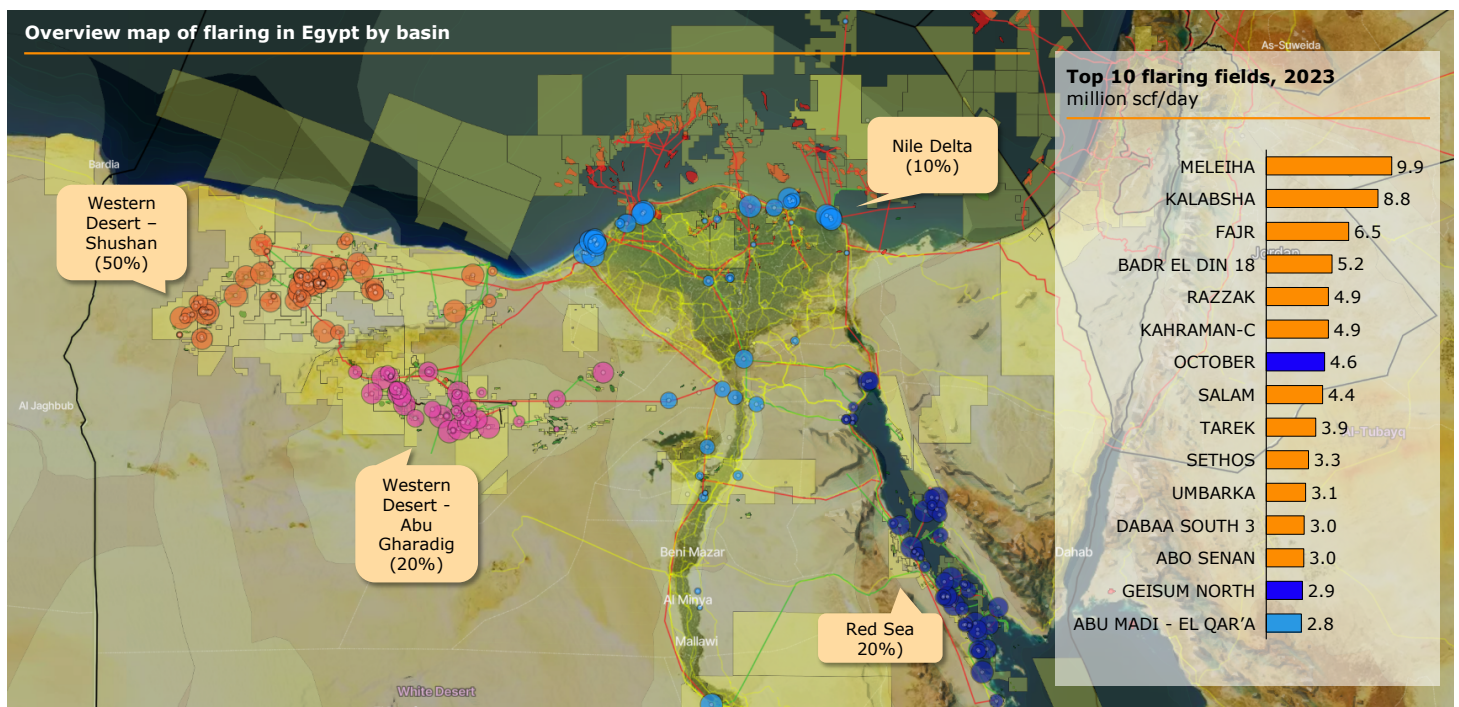 Overview map of flaring in Egypt by basin
As-Suweida
Top 10 flaring fields, 2023
million scf/day
Nile Delta
(10%)
Bardia
Western
Desert –
Shushan
(50%)
MELEIHA 9.9
KALABSHA 8.8
FAJR 6.5
Jordan
BADR EL DIN 18 5.2
RAZZAK 4.9
KAHRAMAN-C 4.9
OCTOBER 4.6
SALAM 4.4
Al Jaghbub
TAREK 3.9
Al-Tubayq
SETHOS 3.3
UMBARKA 3.1
DABAA SOUTH 3 3.0
ABO SENAN 3.0
GEISUM NORTH 2.9
ABU MADI - EL QAR’A 2.8
Western
Desert -
Abu
Gharadig
(20%)
Beni Mazar
Dahab
Al Minya
Mallawi
Red Sea
20%)
White Desert